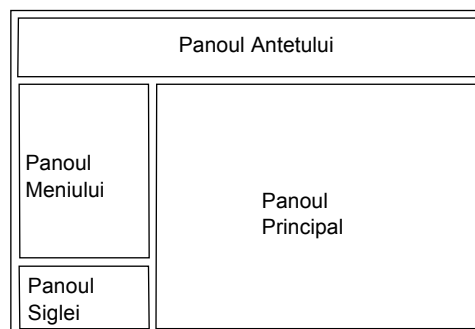 Panoul Antetului
Panoul
Meniului
Panoul
Principal
Panoul
Siglei